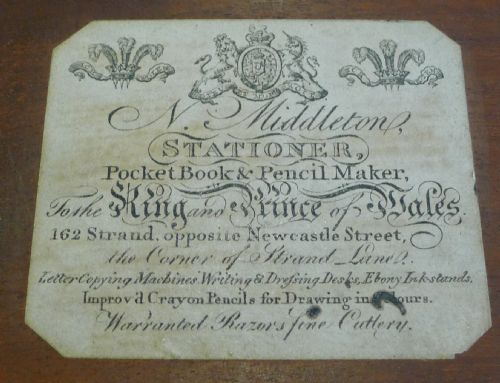 N. Middleton,
STATIONER,
Pocket Book & Pencil Maker,
To the King and Prince of Wales.
162 Strand, opposite Newcastle Street,
the Corner of Strand Lane.
Letter Copying Machines Writing & Dressing Desks, Ebony Ink-stands,
Improv'd Crayon Pencils for Drawing in Colours.
Warranted Razors fine Cutlery.